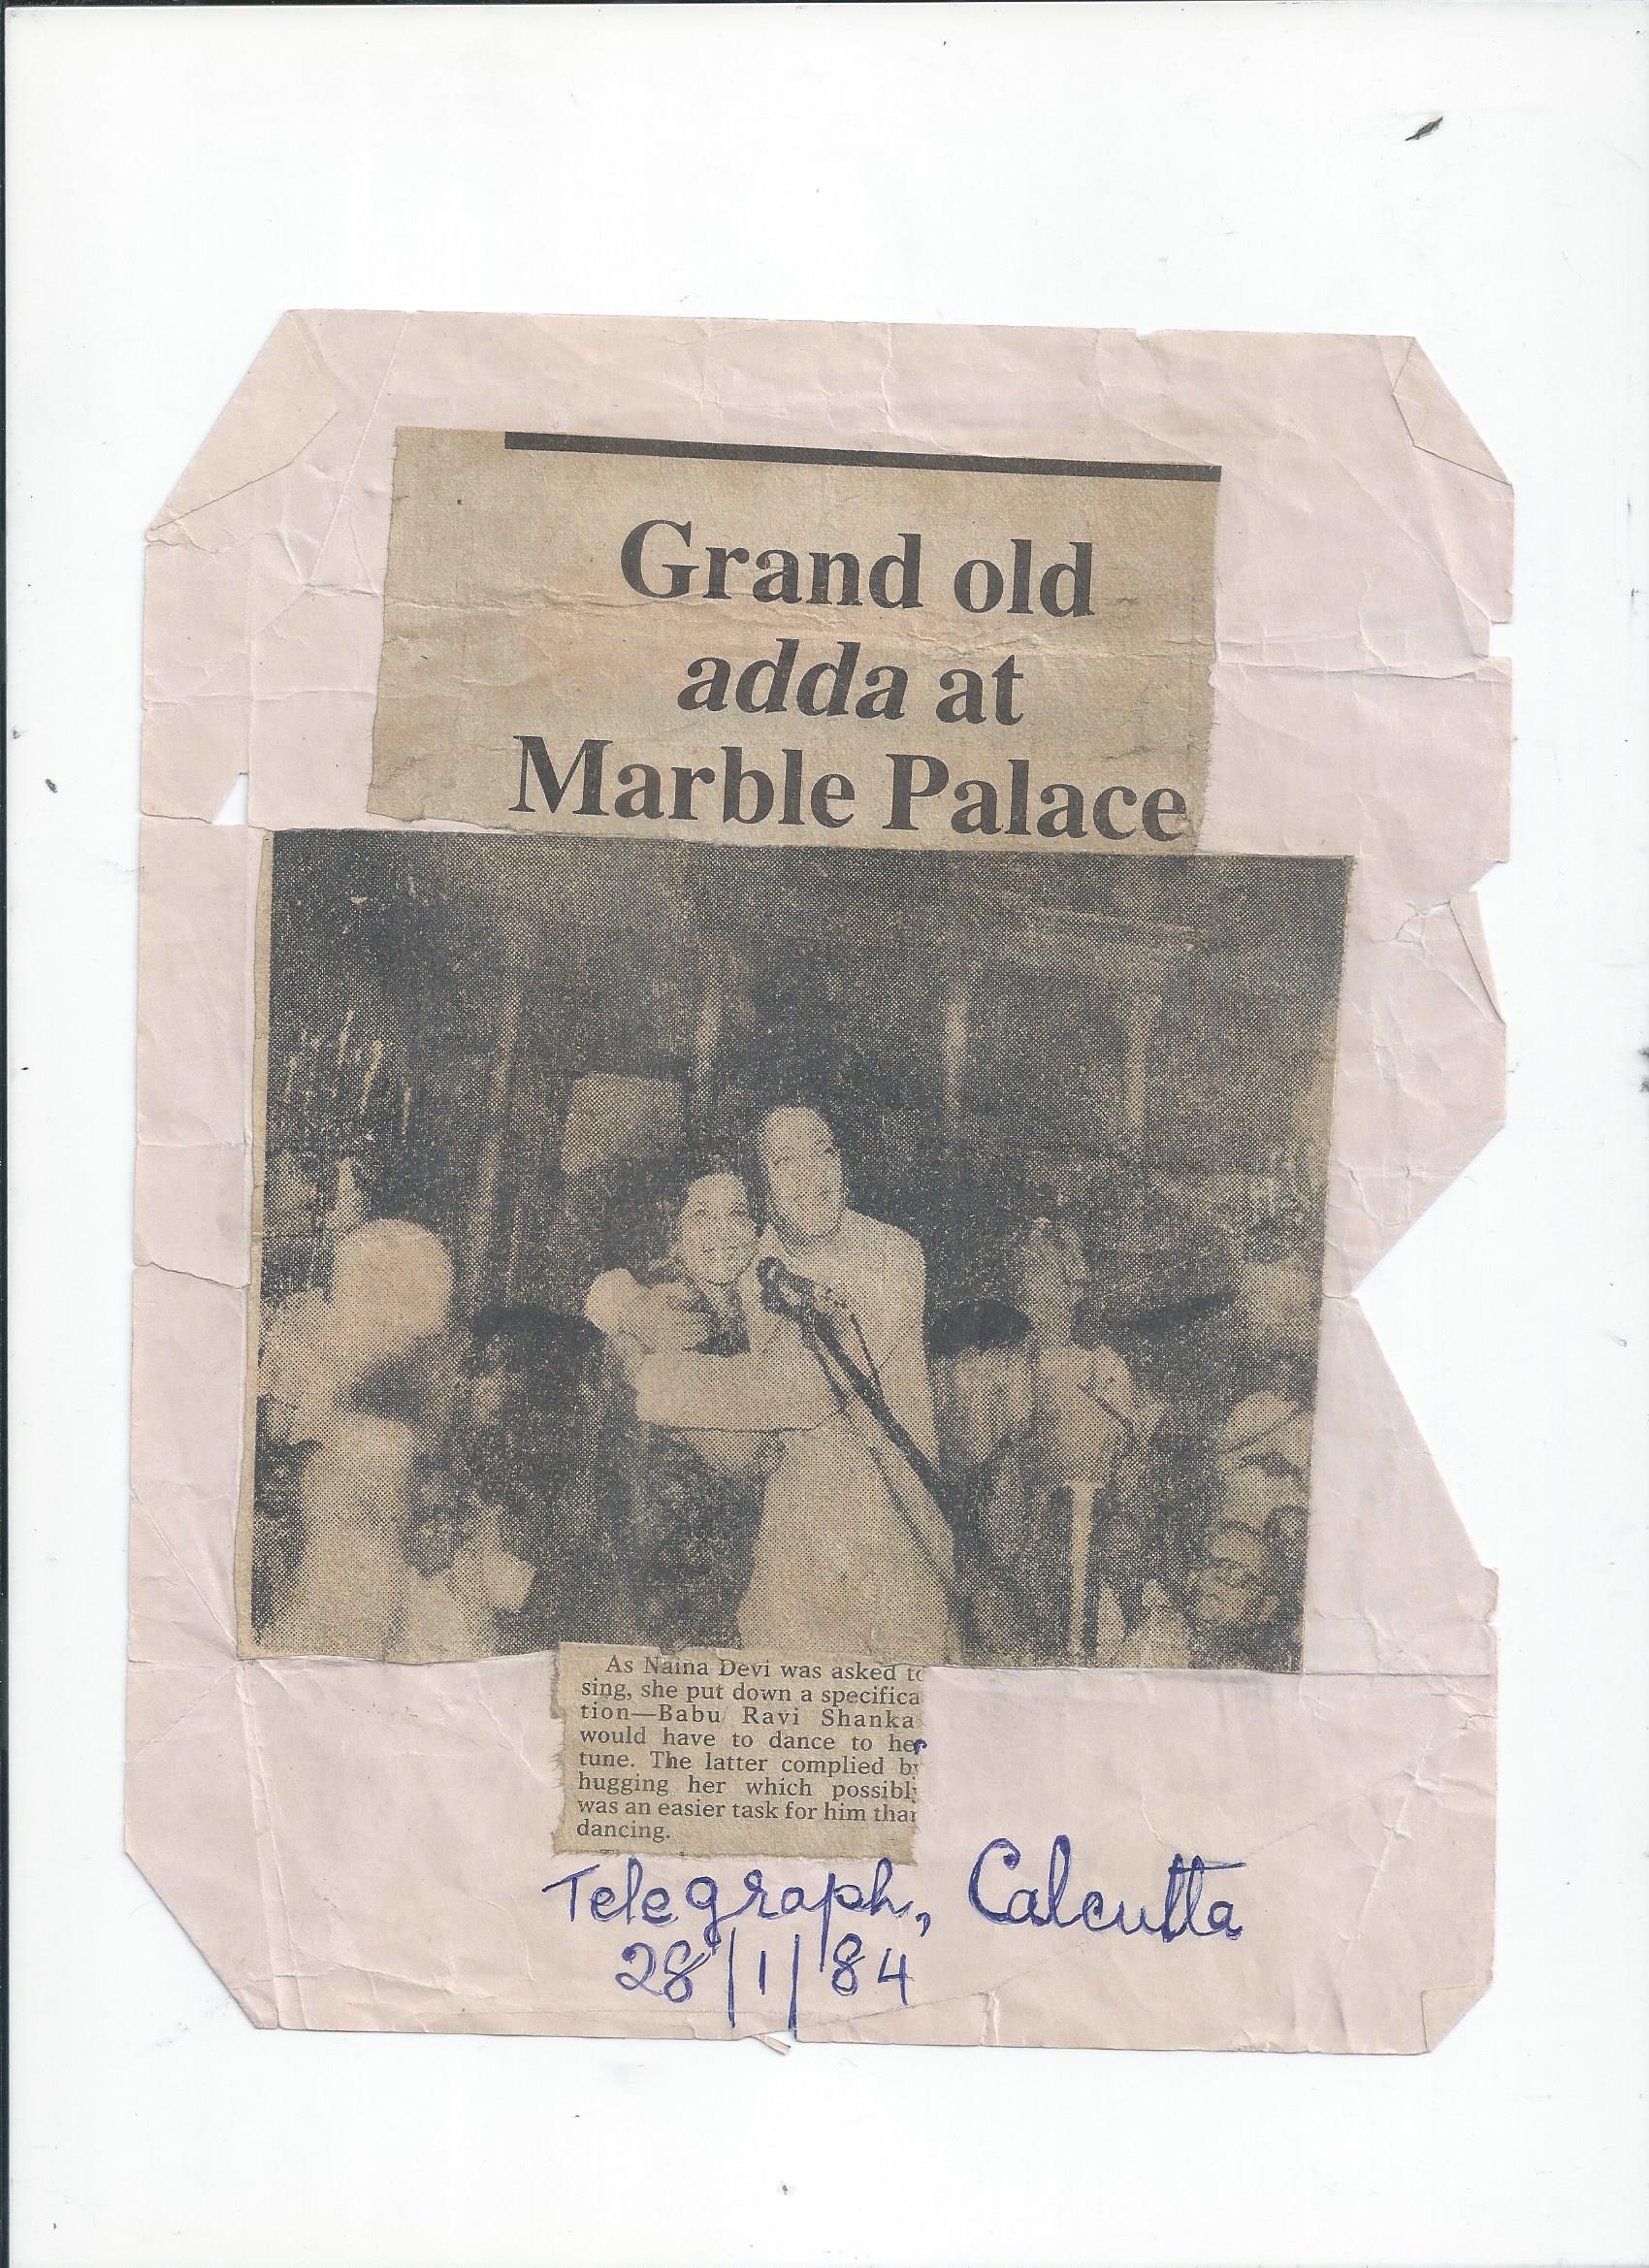 Grand old
adda at
Marble Palace
As Naina Devi was asked to
sing, she put down a specifica
tion—Babu Ravi Shanka
would have to dance to her
tune. The latter complied by
hugging her which possibly
was an easier task for him than
dancing.
Telegraph, Calcutta
28/1/84